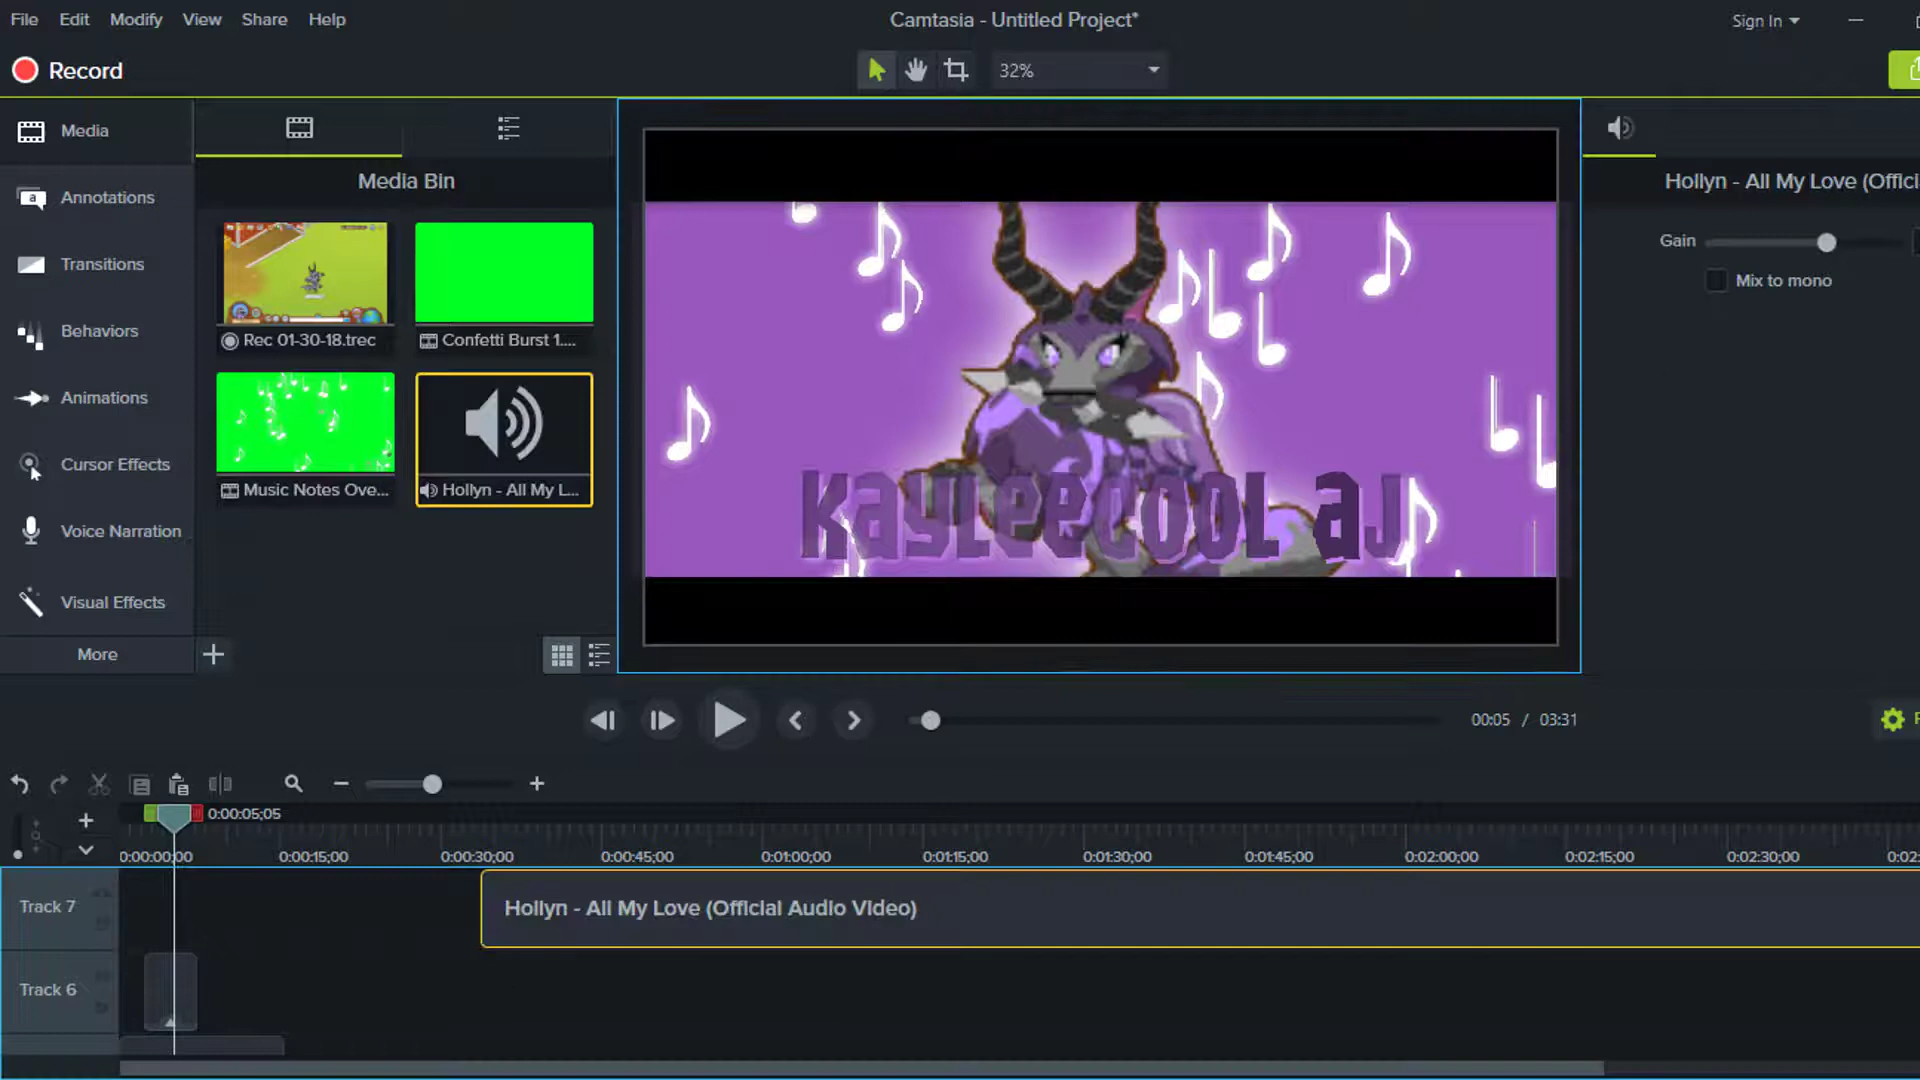 File Edit Modify View Share Help
Camtasia - Untitled Project*
Sign In
Record
32%
Media
Annotations
Transitions
Behaviors
Animations
Cursor Effects
Voice Narration
Visual Effects
More
Media Bin
Rec 01-30-18.trec
Confetti Burst 1....
Music Notes Ove...
Hollyn - All My L...
KAYLEECOOL AJ
Hollyn - All My Love (Offici
Gain
Mix to mono
00:05 / 03:31
0:00:05;05
0:00:00;00 0:00:15;00 0:00:30;00 0:00:45;00 0:01:00;00 0:01:15;00 0:01:30;00 0:01:45;00 0:02:00;00 0:02:15;00 0:02:30;00 0:02:
Track 7
Hollyn - All My Love (Official Audio Video)
Track 6